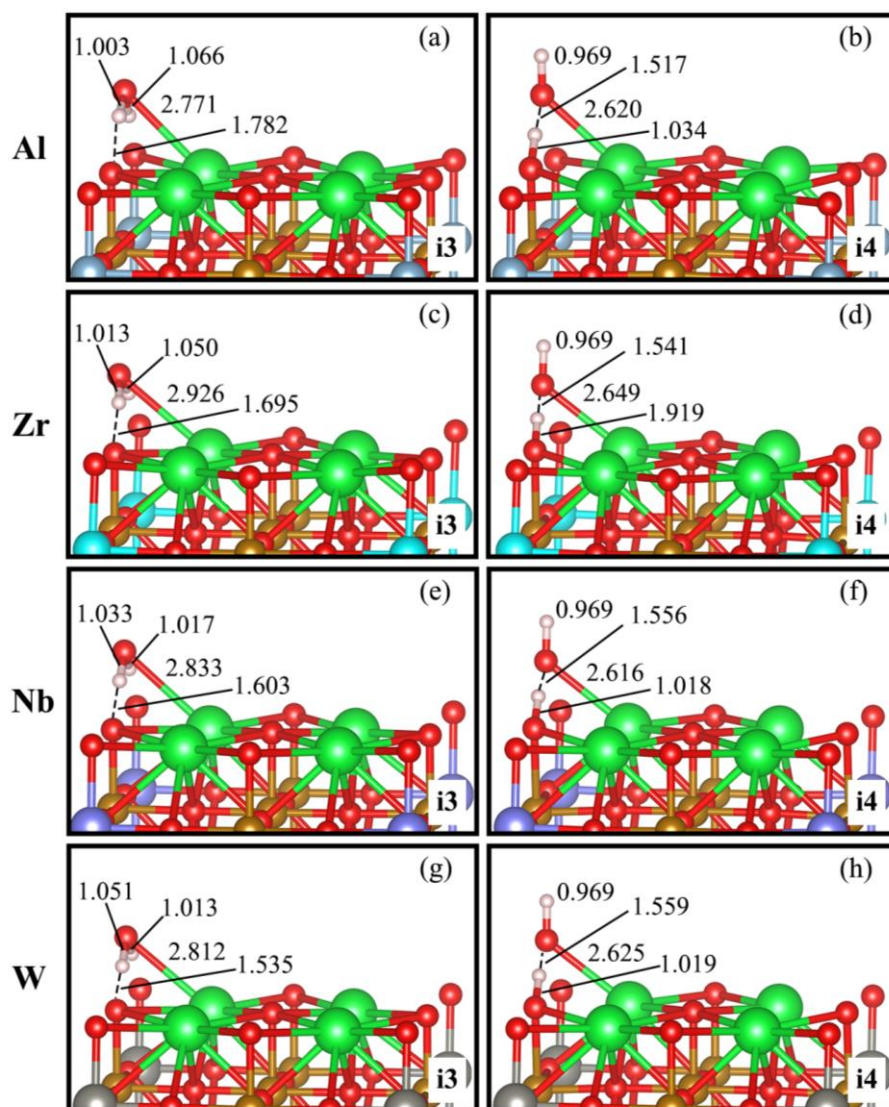 (a)
1.003
1.066
2.771
1.782
Al
i3
(b)
0.969
1.517
2.620
1.034
i4
(c)
1.013
1.050
2.926
1.695
Zr
i3
(d)
0.969
1.541
2.649
1.919
i4
(e)
1.033
1.017
2.833
1.603
Nb
i3
(f)
0.969
1.556
2.616
1.018
i4
(g)
1.051
1.013
2.812
1.535
W
i3
(h)
0.969
1.559
2.625
1.019
i4